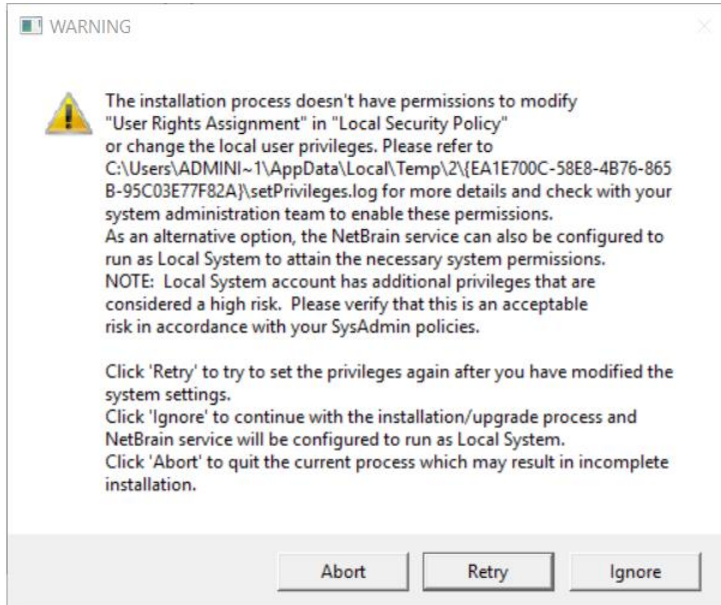 WARNING
The installation process doesn't have permissions to modify
"User Rights Assignment" in "Local Security Policy"
or change the local user privileges. Please refer to
C:\Users\ADMINI~1\AppData\Local\Temp\2\{EA1E700C-58E8-4B76-865
B-95C03E77F82A}\setPrivileges.log for more details and check with your
system administration team to enable these permissions.
As an alternative option, the NetBrain service can also be configured to
run as Local System to attain the necessary system permissions.
NOTE:  Local System account has additional privileges that are
considered a high risk.  Please verify that this is an acceptable
risk in accordance with your SysAdmin policies.
Click 'Retry' to try to set the privileges again after you have modified the
system settings.
Click 'Ignore' to continue with the installation/upgrade process and
NetBrain service will be configured to run as Local System.
Click 'Abort' to quit the current process which may result in incomplete
installation.
Abort Retry Ignore